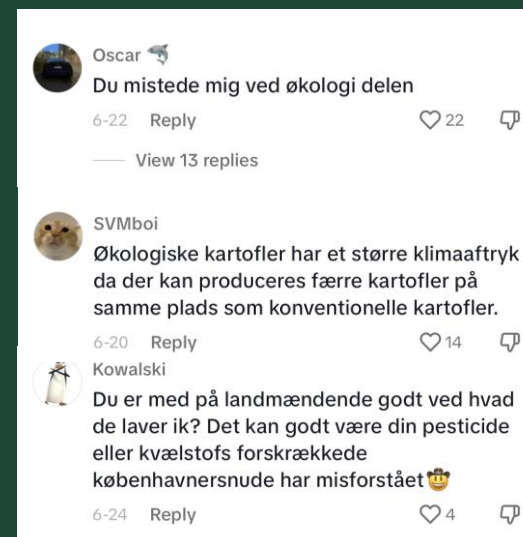 Oscar 🐬
Du mistede mig ved økologi delen
6-22 Reply 22
View 13 replies
SVMboi
Økologiske kartofler har et større klimaaftryk
da der kan produceres færre kartofler på
samme plads som konventionelle kartofler.
6-20 Reply 14
Kowalski
Du er med på landmændende godt ved hvad
de laver ik? Det kan godt være din pesticide
eller kvælstofs forskrækkede
københavnersnude har misforstået🤠
6-24 Reply 4